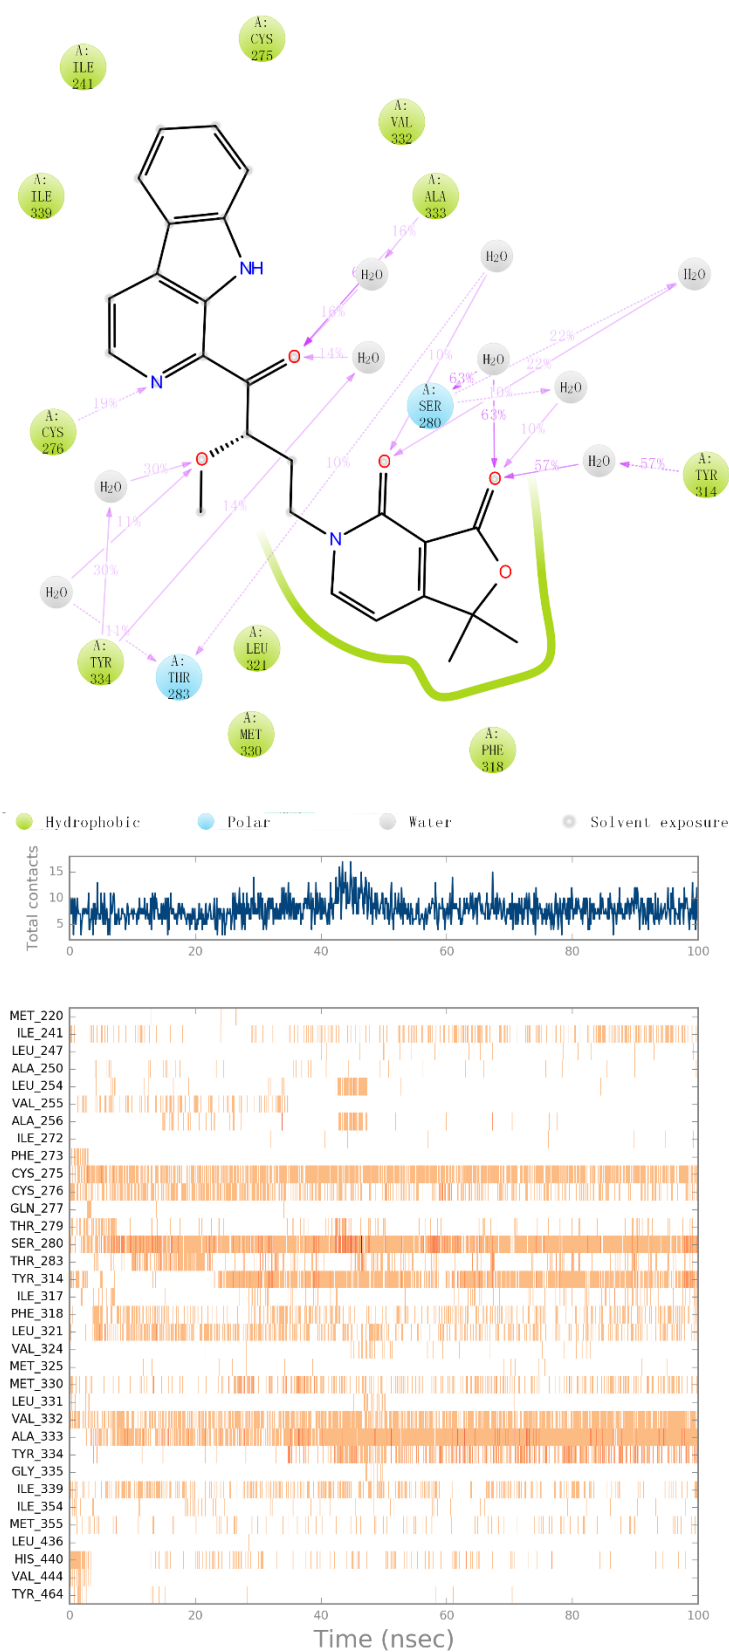 A:
CYS
275
A:
ILE
241
A:
VAL
332
A:
ILE
339
A:
ALA
333
16%
H₂O
NH
H₂O
H₂O
22%
16%
O
14%
H₂O
10%
H₂O
22%
63%
N
19%
A:
SER
280
10%
H₂O
63%
A:
CYS
276
O
30%
10%
O
10%
57%
H₂O
57%
A:
TYR
314
H₂O
O
11%
14%
N
O
30%
H₂O
11%
A:
TYR
334
A:
THR
283
A:
LEU
321
A:
MET
330
A:
PHE
318
Hydrophobic
Polar
Water
Solvent exposure
Total contacts
15
10
5
0
20
40
60
80
100
MET_220
ILE_241
LEU_247
ALA_250
LEU_254
VAL_255
ALA_256
ILE_272
PHE_273
CYS_275
CYS_276
GLN_277
THR_279
SER_280
THR_283
TYR_314
ILE_317
PHE_318
LEU_321
VAL_324
MET_325
MET_330
LEU_331
VAL_332
ALA_333
TYR_334
GLY_335
ILE_339
ILE_354
MET_355
LEU_436
HIS_440
VAL_444
TYR_464
0
20
40
60
80
100
Time (nsec)